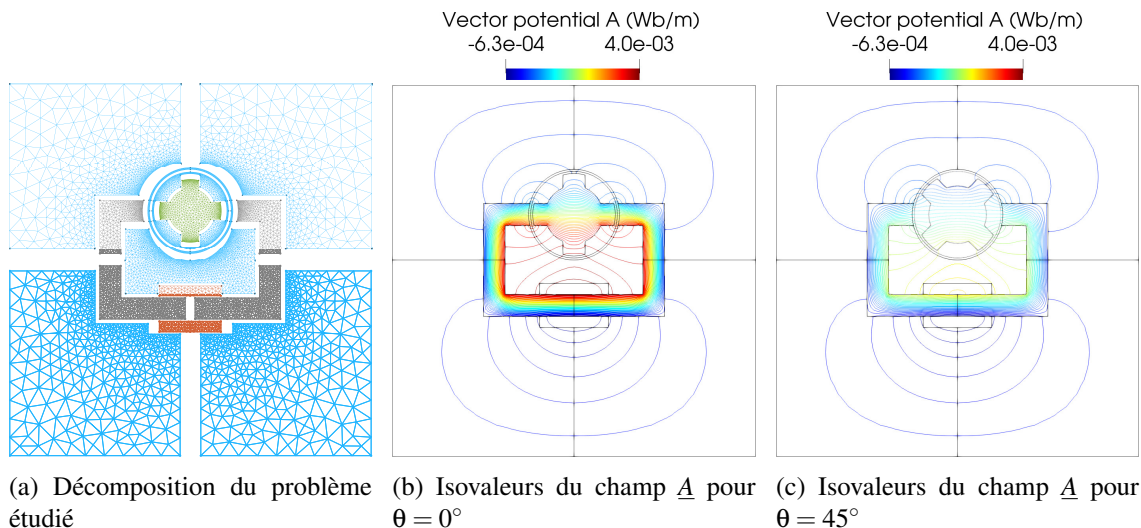 Vector potential A (Wb/m)
-6.3e-04 4.0e-03
Vector potential A (Wb/m)
-6.3e-04 4.0e-03
(a) Décomposition du problème
étudié
(b) Isovaleurs du champ A pour
θ = 0°
(c) Isovaleurs du champ A pour
θ = 45°